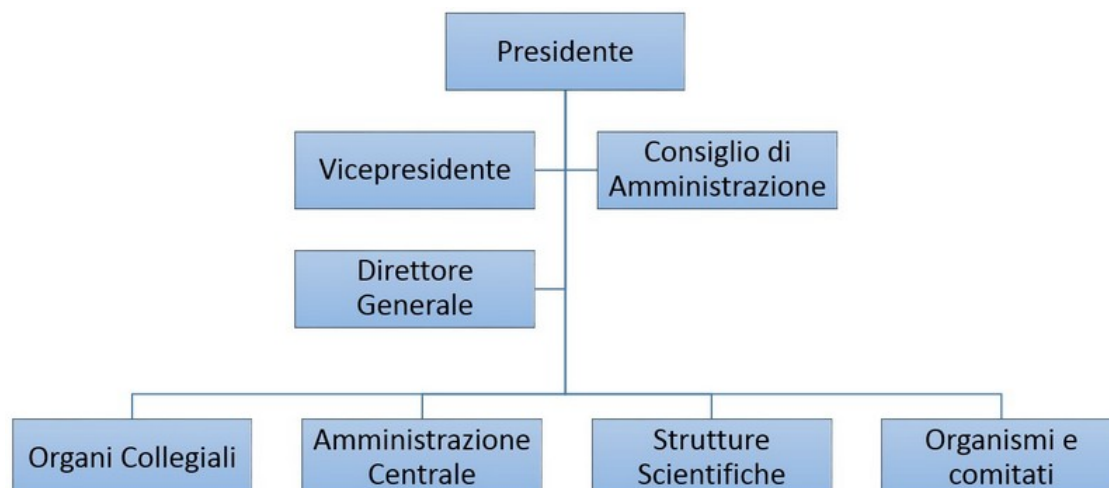 Presidente
Vicepresidente
Consiglio di
Amministrazione
Direttore
Generale
Organi Collegiali
Amministrazione
Centrale
Strutture
Scientifiche
Organismi e
comitati